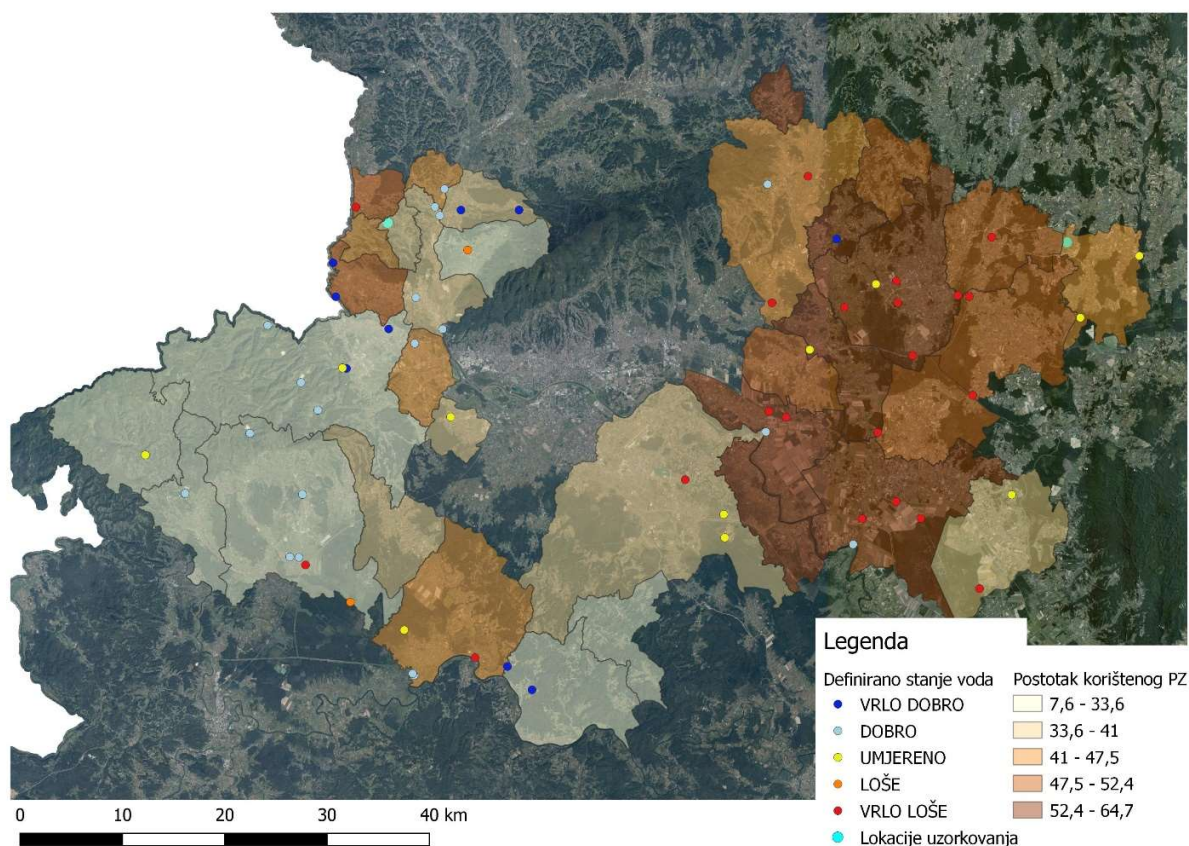 Legenda
Definirano stanje voda
VRLO DOBRO
DOBRO
UMJERENO
LOŠE
VRLO LOŠE
Lokacije uzorkovanja
Postotak korištenog PZ
7,6 - 33,6
33,6 - 41
41 - 47,5
47,5 - 52,4
52,4 - 64,7
0 10 20 30 40 km